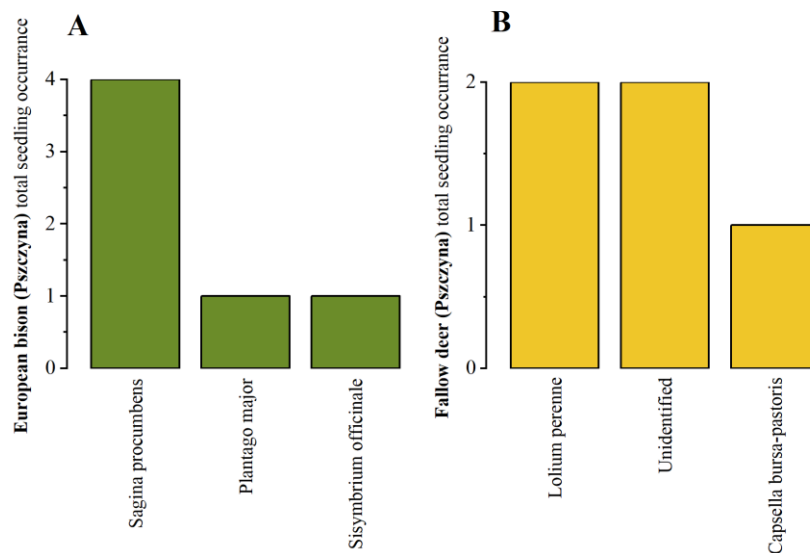 A
European bison (Pszczyna) total seedling occurrance
4
3
2
1
0
Sagina procumbens
Plantago major
Sisymbrium officinale
B
Fallow deer (Pszczyna) total seedling occurrance
2
1
0
Lolium perenne
Unidentified
Capsella bursa-pastoris